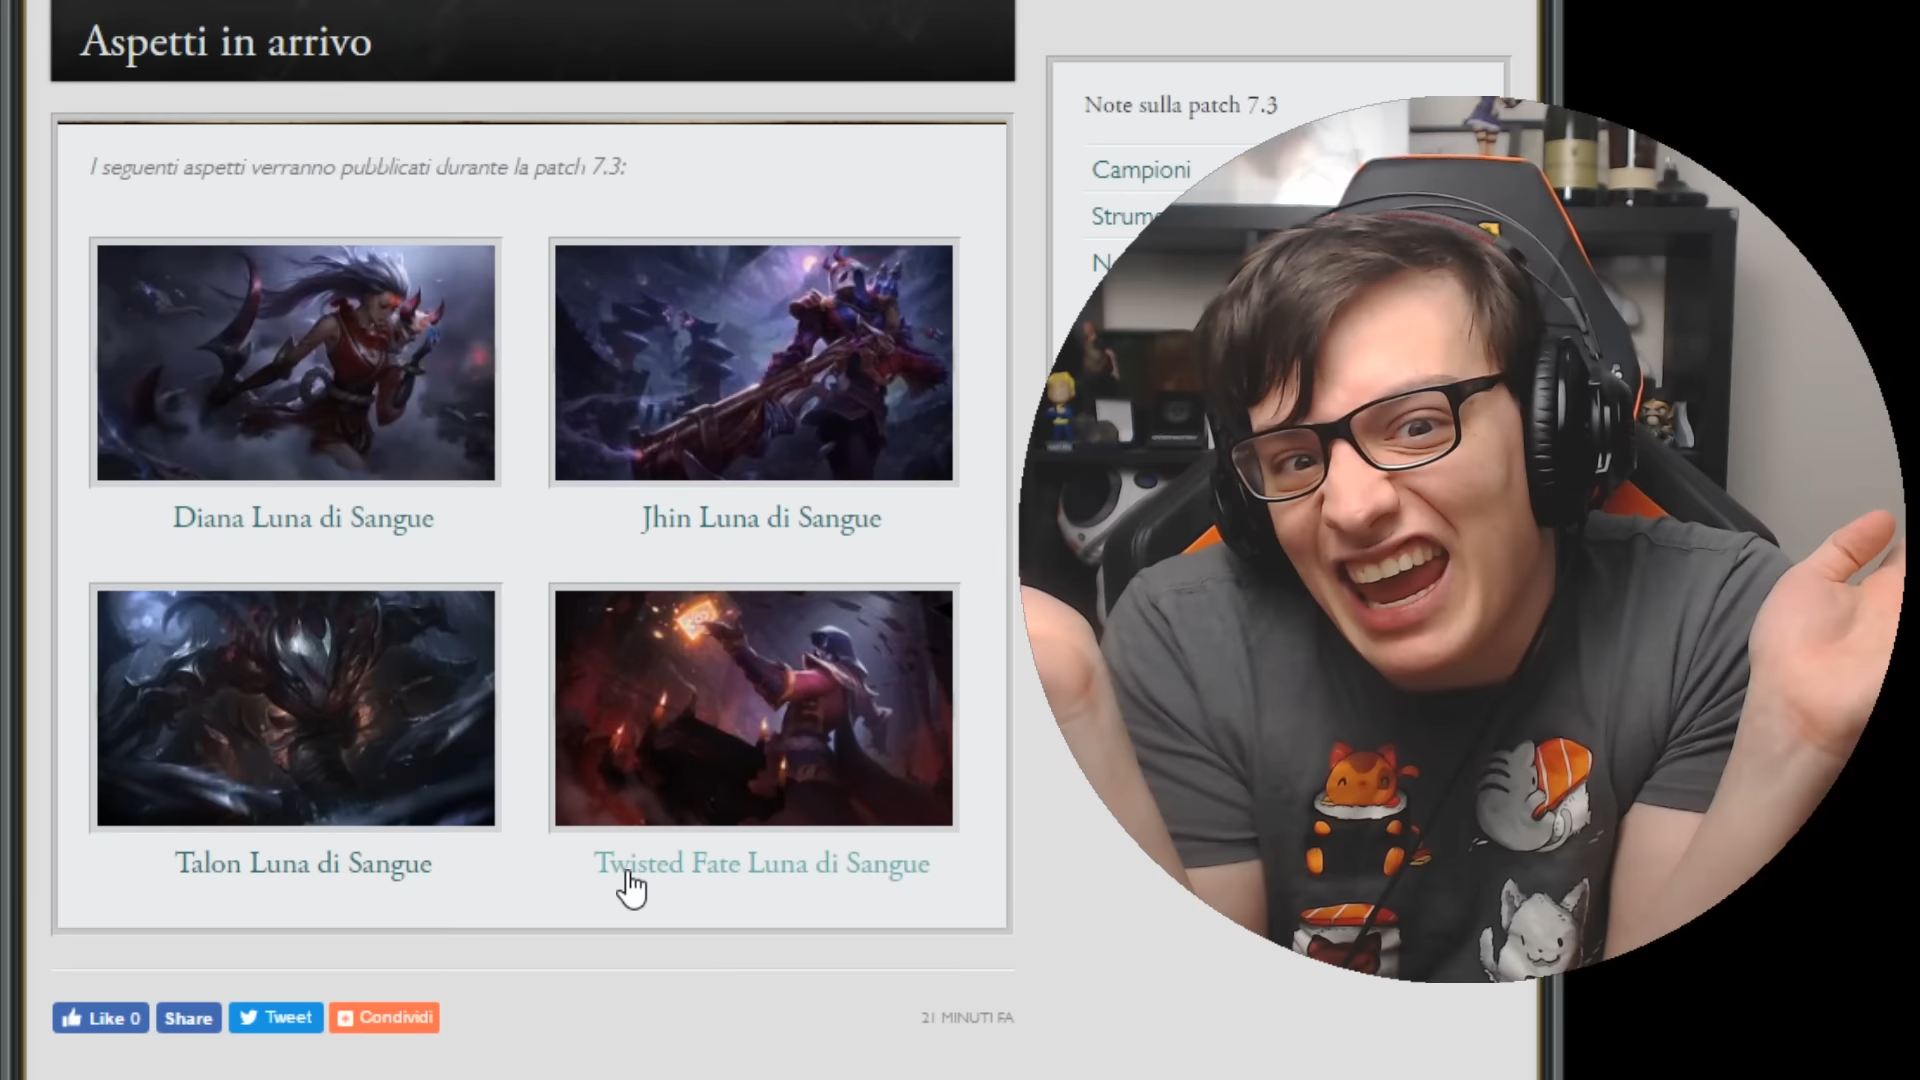 Aspetti in arrivo
I seguenti aspetti verranno pubblicati durante la patch 7.3:
Diana Luna di Sangue
Jhin Luna di Sangue
Talon Luna di Sangue
Twisted Fate Luna di Sangue
Like 0
Share
Tweet
Condividi
21 MINUTI FA
Note sulla patch 7.3
Campioni